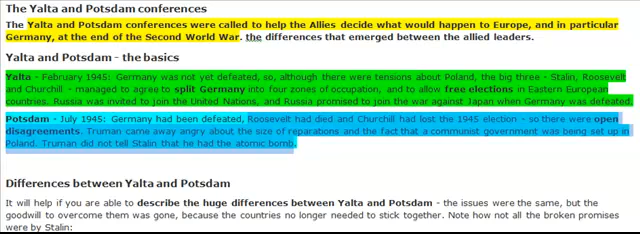 The Yalta and Potsdam conferences
The Yalta and Potsdam conferences were called to help the Allies decide what would happen to Europe, and in particular
Germany, at the end of the Second World War. the differences that emerged between the allied leaders.
Yalta and Potsdam - the basics
Yalta - February 1945: Germany was not yet defeated, so, although there were tensions about Poland, the big three - Stalin, Roosevelt
and Churchill - managed to agree to split Germany into four zones of occupation, and to allow free elections in Eastern European
countries. Russia was invited to join the United Nations, and Russia promised to join the war against Japan when Germany was defeated.
Potsdam - July 1945: Germany had been defeated, Roosevelt had died and Churchill had lost the 1945 election - so there were open
disagreements. Truman came away angry about the size of reparations and the fact that a communist government was being set up in
Poland. Truman did not tell Stalin that he had the atomic bomb.
Differences between Yalta and Potsdam
It will help if you are able to describe the huge differences between Yalta and Potsdam - the issues were the same, but the
goodwill to overcome them was gone, because the countries no longer needed to stick together. Note how not all the broken promises
were by Stalin: